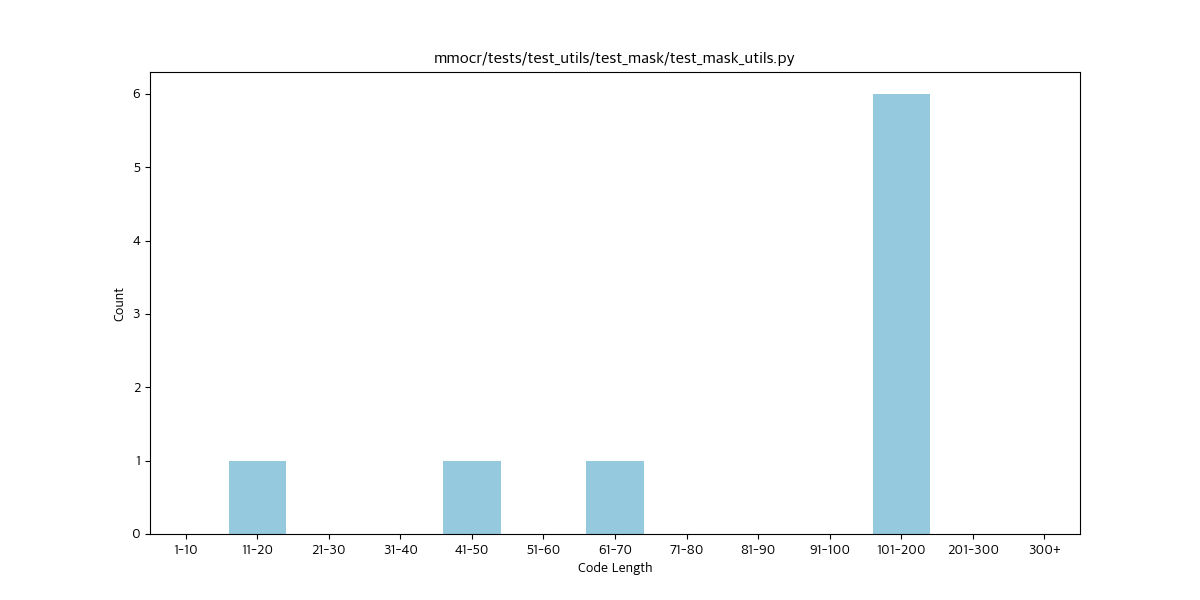 mmocr/tests/test_utils/test_mask/test_mask_utils.py
6
5
4
3
2
1
0
Count
1-10 11-20 21-30 31-40 41-50 51-60 61-70 71-80 81-90 91-100 101-200 201-300 300+
Code Length